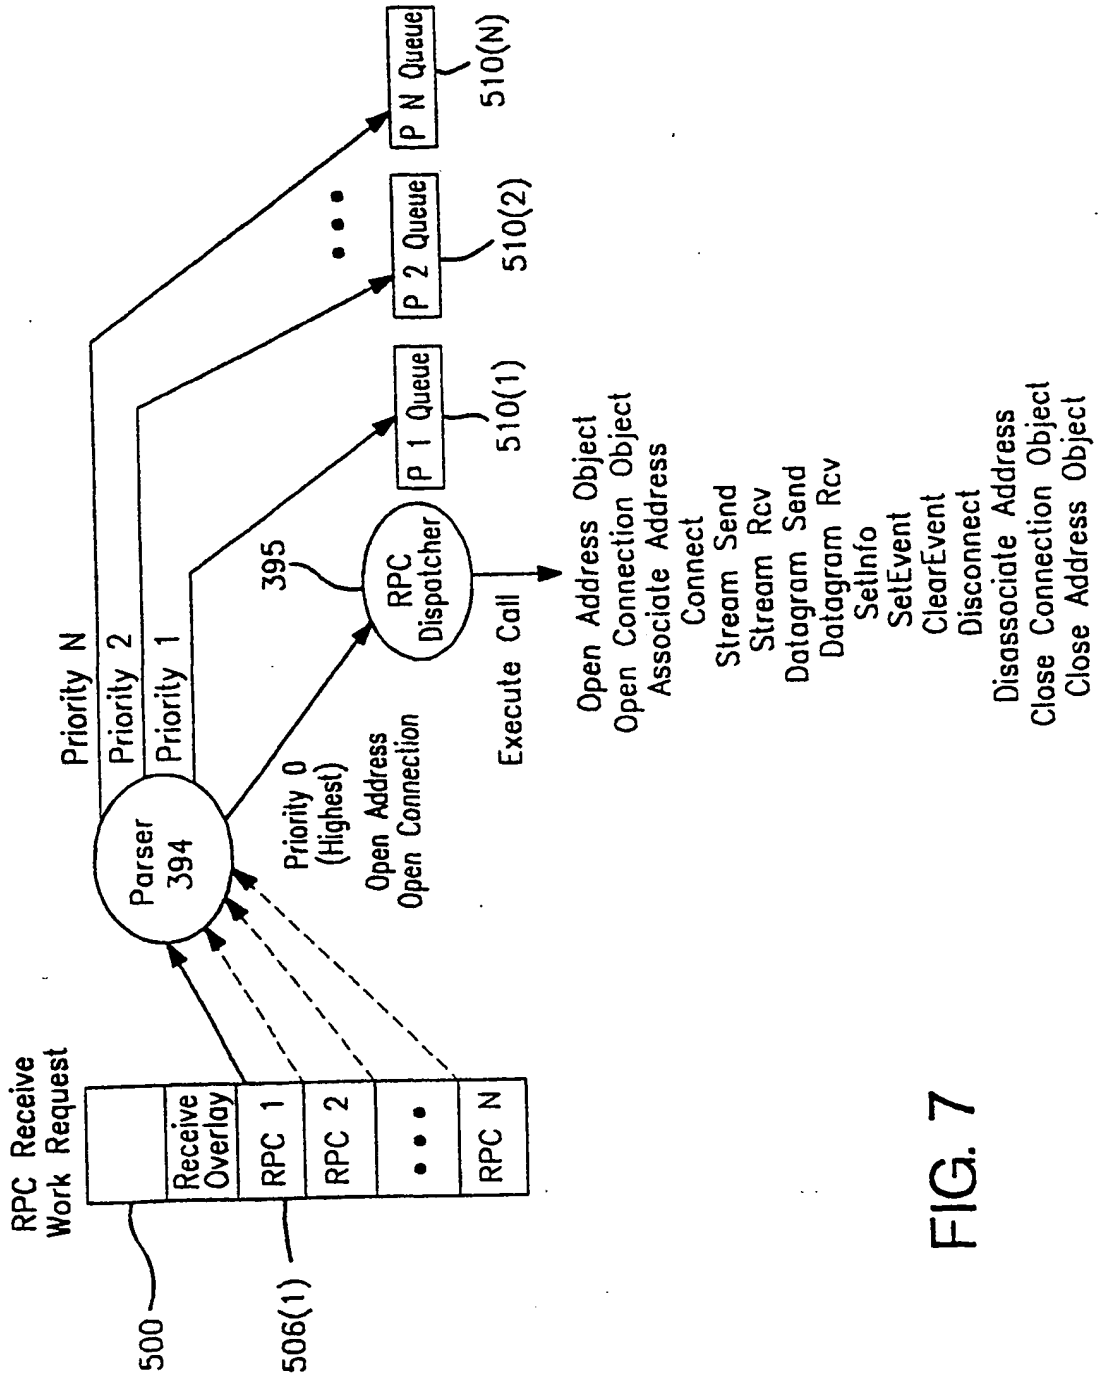 RPC Receive
Work Request
500
Receive
Overlay
506(1)
RPC 1
RPC 2
•••
RPC N
Parser
394
Priority N
Priority 2
Priority 1
Priority 0
(Highest)
Open Address
Open Connection
395
RPC
Dispatcher
P 1 Queue
510(1)
P 2 Queue
510(2)
•••
P N Queue
510(N)
Execute Call
Open Address Object
Open Connection Object
Associate Address
Connect
Stream Send
Stream Rcv
Datagram Send
Datagram Rcv
SetInfo
SetEvent
ClearEvent
Disconnect
Disassociate Address
Close Connection Object
Close Address Object
FIG. 7